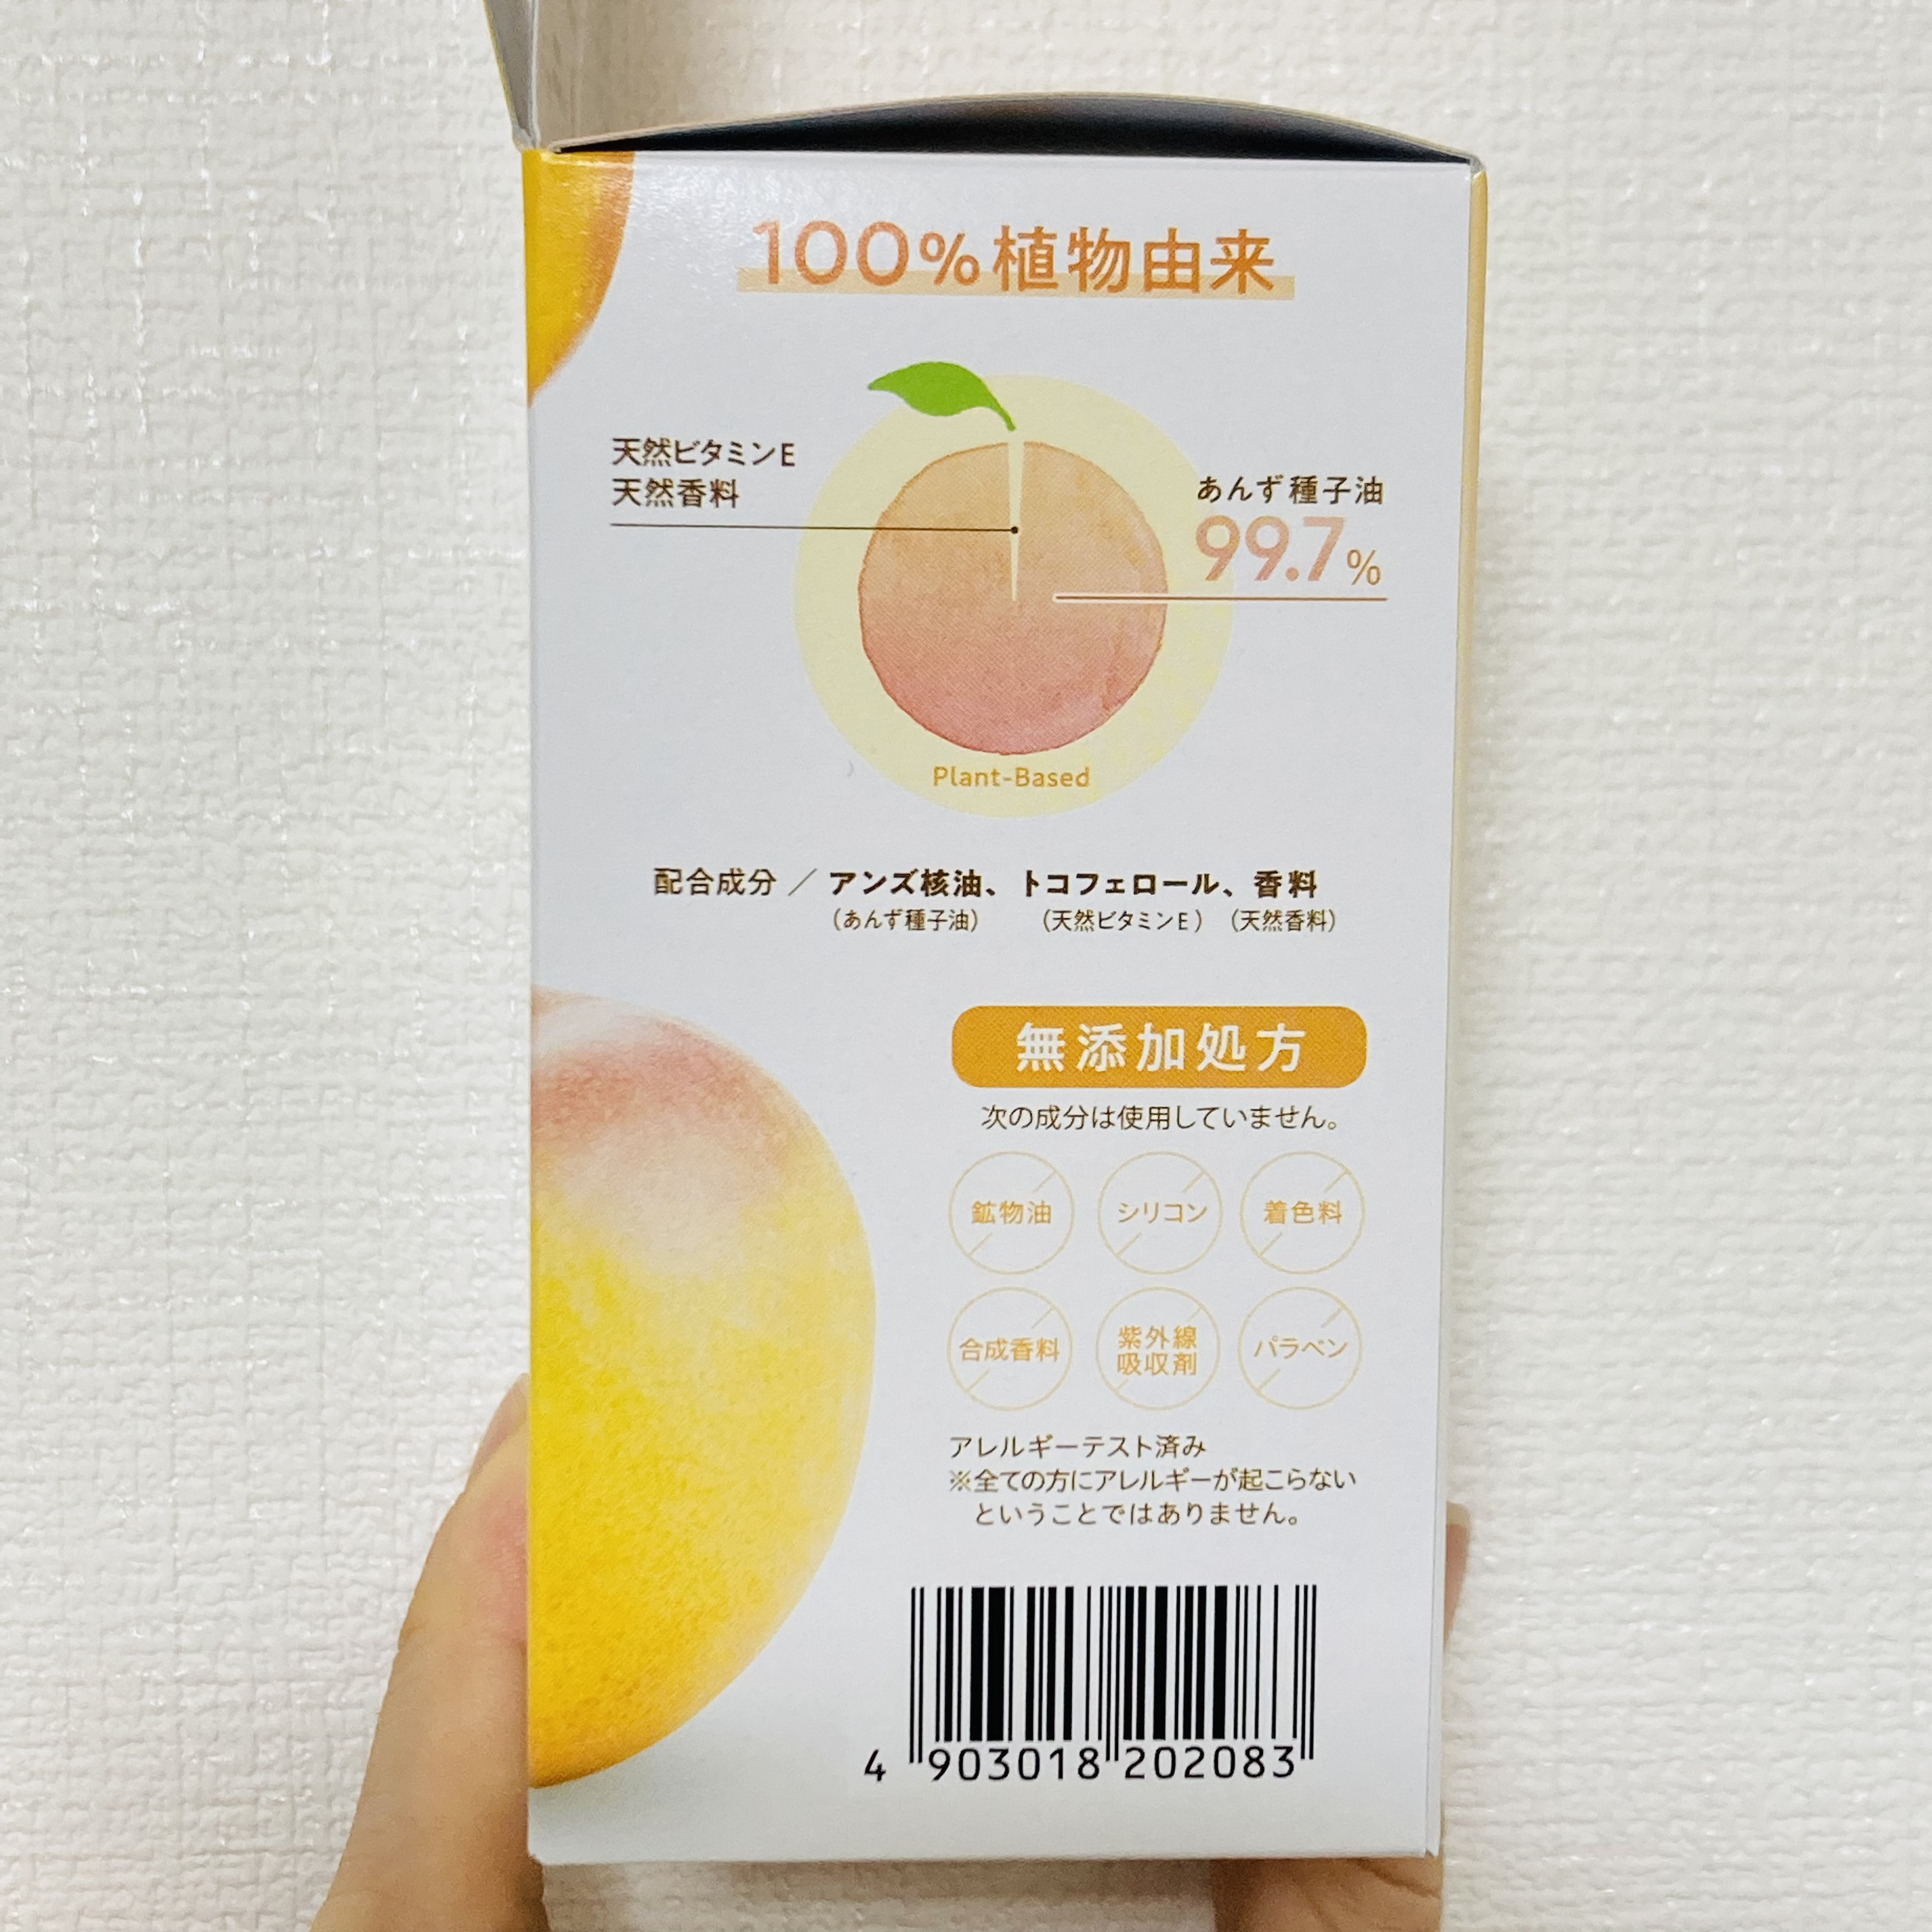 100%植物由来
天然ビタミンE
天然香料
あんず種子油
99.7%
Plant-Based
配合成分／アンズ核油、トコフェロール、香料
（あんず種子油）（天然ビタミンE）（天然香料）
無添加処方
次の成分は使用していません。
鉱物油 シリコン 着色料
合成香料 紫外線吸収剤 パラベン
アレルギーテスト済み
※全ての方にアレルギーが起こらない
ということではありません。
4 903018 202083